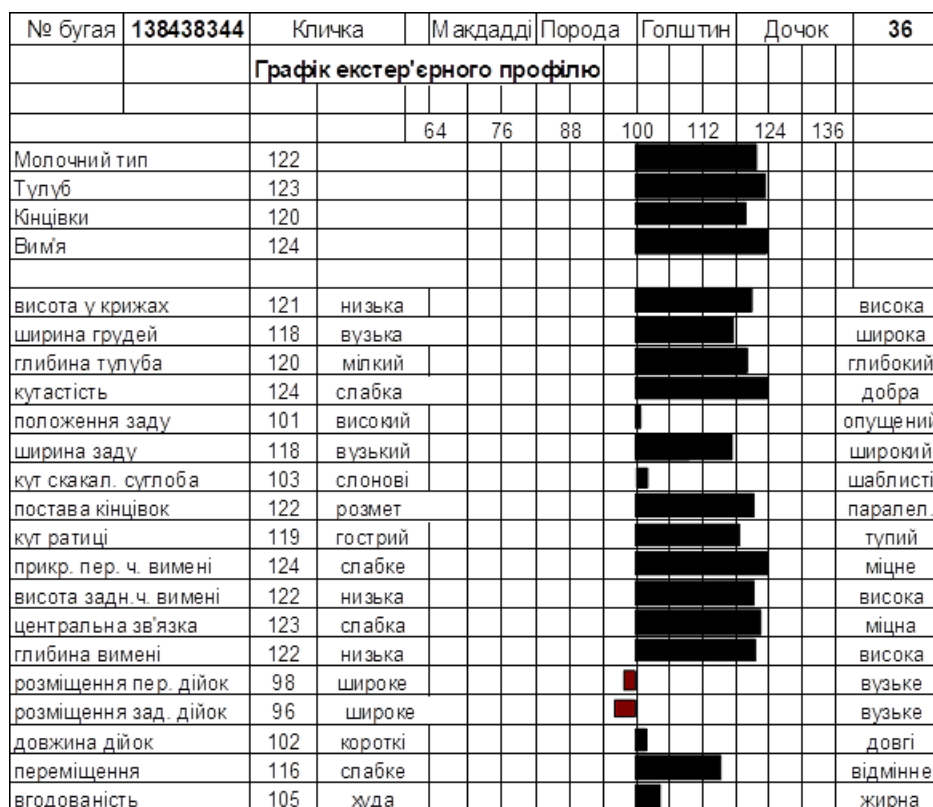 № бугая 138438344 Кличка Макдадді Порода Голштин Дочок 36
Графік екстер'єрного профілю
64 76 88 100 112 124 136
Молочний тип 122
Тулуб 123
Кінцівки 120
Вим'я 124
висота у крижах 121 низька висока
ширина грудей 118 вузька широка
глибина тулуба 120 мілкий глибокий
кутастість 124 слабка добра
положення заду 101 високий опущений
ширина заду 118 вузький широкий
кут скакал. суглоба 103 слонові шаблисті
постава кінцівок 122 розмет паралел.
кут ратиці 119 гострий тупий
прикр. пер. ч. вимені 124 слабке міцне
висота задн.ч. вимені 122 низька висока
центральна зв'язка 123 слабка міцна
глибина вимені 122 низька висока
розміщення пер. дійок 98 широке вузьке
розміщення зад. дійок 96 широке вузьке
довжина дійок 102 короткі довгі
переміщення 116 слабке відмінне
вгодованість 105 худа жирна